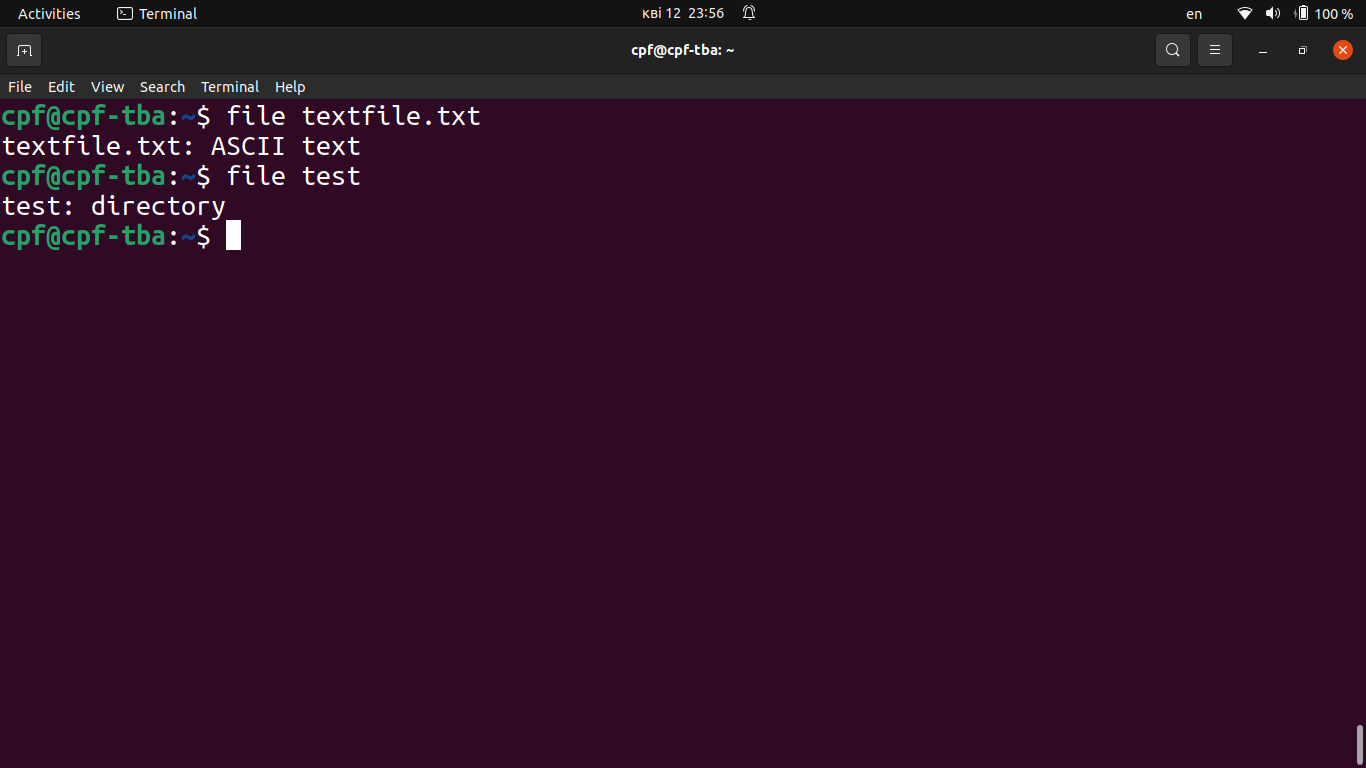 Activities Terminal кві 12 23:56 en 100 %
cpf@cpf-tba: ~
File Edit View Search Terminal Help
cpf@cpf-tba:~$ file textfile.txt
textfile.txt: ASCII text
cpf@cpf-tba:~$ file test
test: directory
cpf@cpf-tba:~$